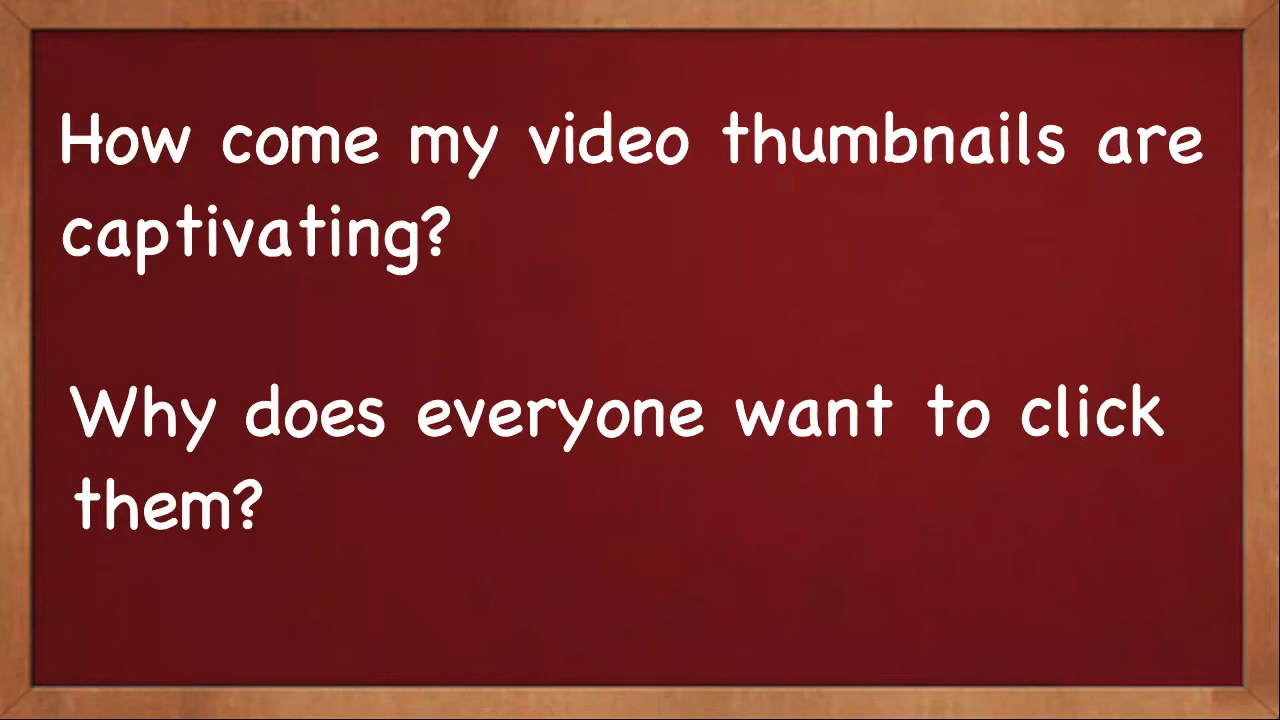 How come my video thumbnails are
captivating?
Why does everyone want to click
them?